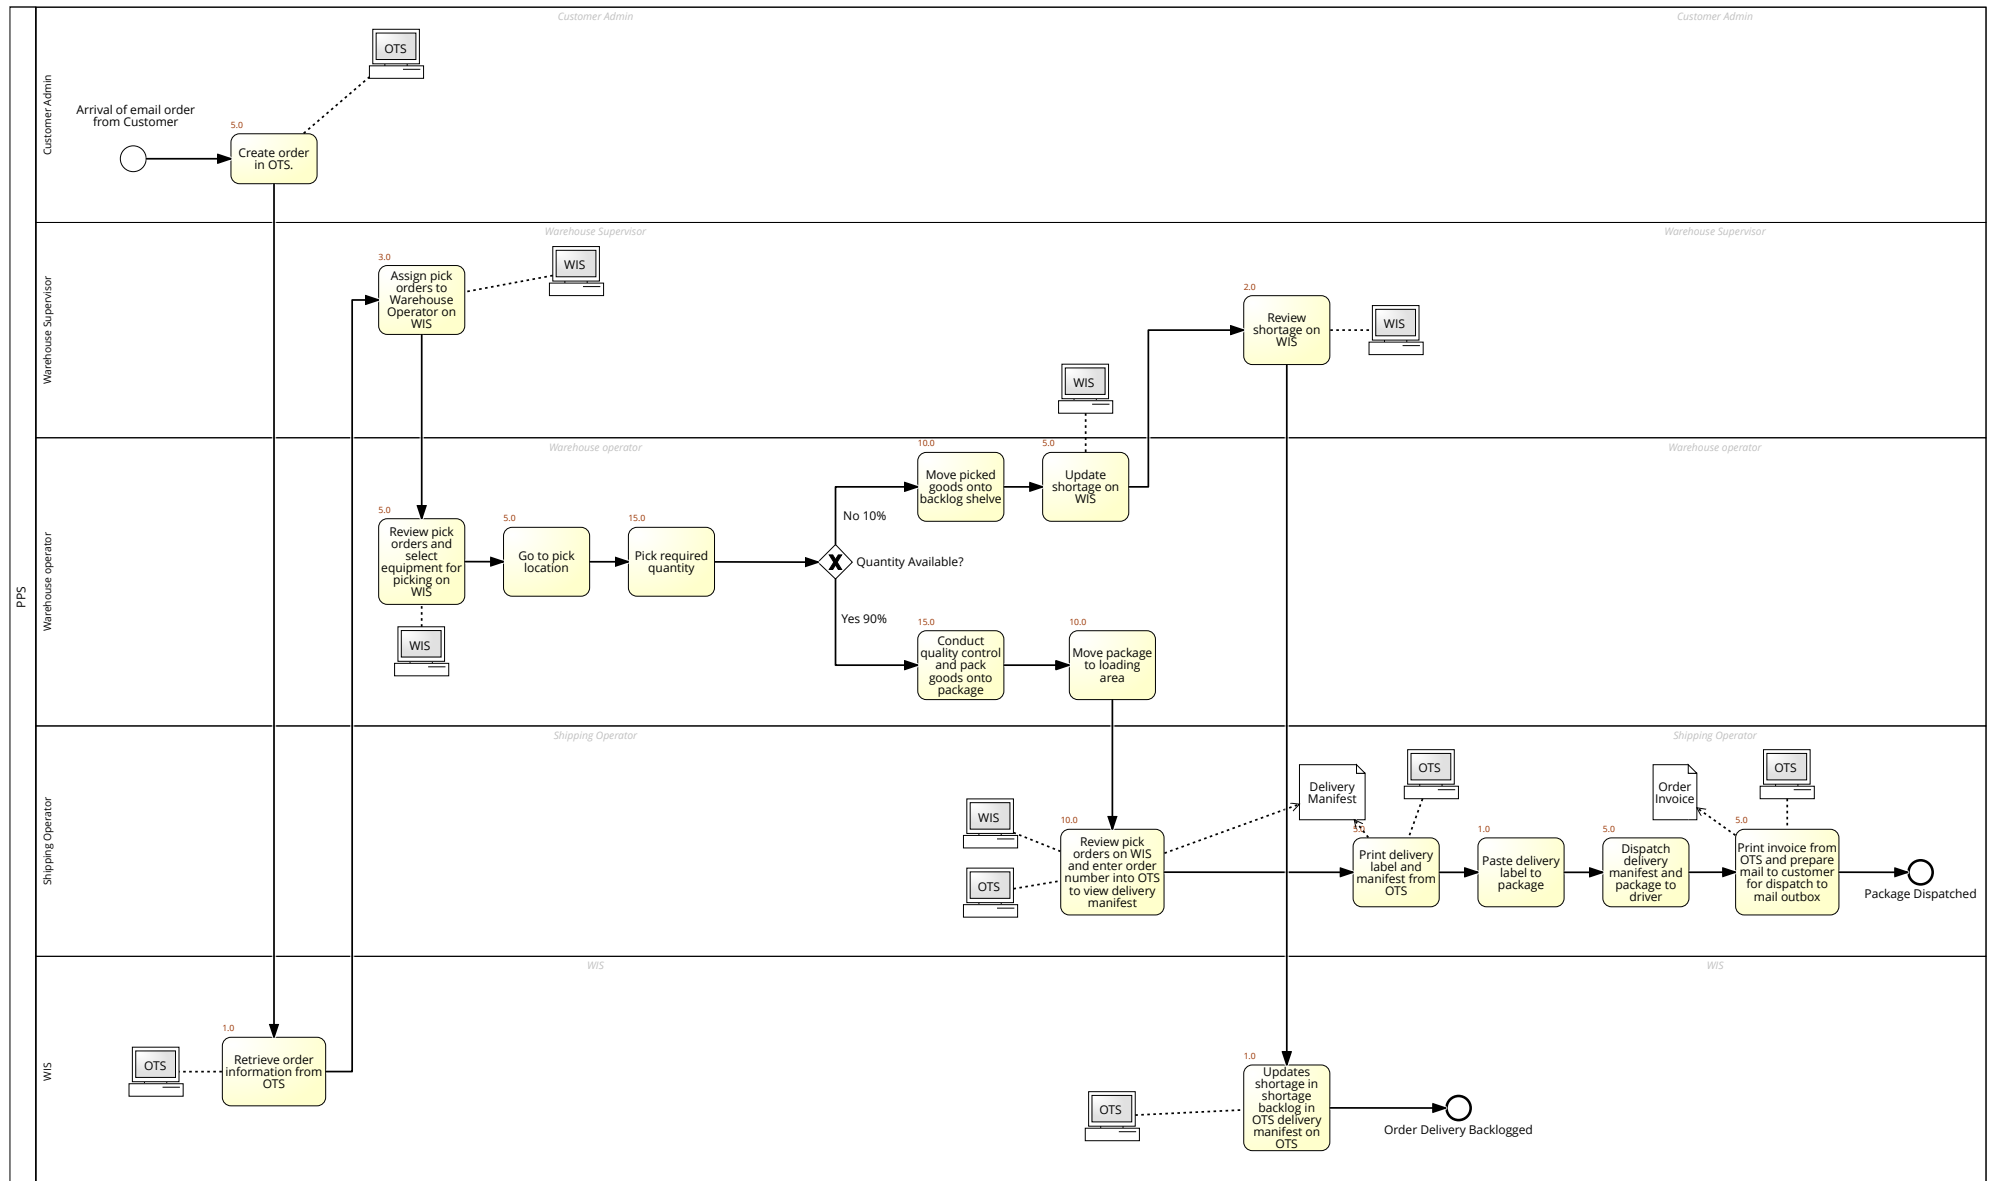 PPS
Customer Admin
Customer Admin
Customer Admin
OTS
Arrival of email order
from Customer
5.0
Create order
in OTS.
Warehouse Supervisor
Warehouse Supervisor
Warehouse Supervisor
3.0
Assign pick
orders to
Warehouse
Operator on
WIS
WIS
2.0
Review
shortage on
WIS
WIS
WIS
Warehouse operator
Warehouse operator
Warehouse operator
10.0
Move picked
goods onto
backlog shelve
5.0
Update
shortage on
WIS
No 10%
5.0
Review pick
orders and
select
equipment for
picking on
WIS
5.0
Go to pick
location
15.0
Pick required
quantity
X
Quantity Available?
Yes 90%
WIS
15.0
Conduct
quality control
and pack
goods onto
package
10.0
Move package
to loading
area
Shipping Operator
Shipping Operator
Shipping Operator
WIS
OTS
10.0
Review pick
orders on WIS
and enter order
number into OTS
to view delivery
manifest
Delivery
Manifest
OTS
5.0
Print delivery
label and
manifest from
OTS
1.0
Paste delivery
label to
package
5.0
Dispatch
delivery
manifest and
package to
driver
Order
Invoice
OTS
5.0
Print invoice from
OTS and prepare
mail to customer
for dispatch to
mail outbox
Package Dispatched
WIS
WIS
WIS
1.0
Retrieve order
information from
OTS
OTS
OTS
1.0
Updates
shortage in
shortage
backlog in
OTS delivery
manifest on
OTS
Order Delivery Backlogged